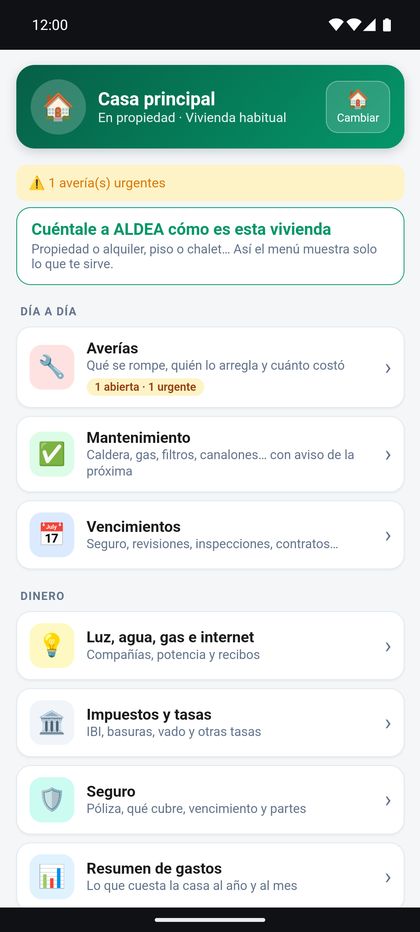 12:00
Casa principal
En propiedad · Vivienda habitual
Cambiar
1 avería(s) urgentes
Cuéntale a ALDEA cómo es esta vivienda
Propiedad o alquiler, piso o chalet… Así el menú muestra solo
lo que te sirve.
DÍA A DÍA
Averías
Qué se rompe, quién lo arregla y cuánto costó
1 abierta · 1 urgente
Mantenimiento
Caldera, gas, filtros, canalones… con aviso de la
próxima
July
17
Vencimientos
Seguro, revisiones, inspecciones, contratos…
DINERO
Luz, agua, gas e internet
Compañías, potencia y recibos
Impuestos y tasas
IBI, basuras, vado y otras tasas
Seguro
Póliza, qué cubre, vencimiento y partes
Resumen de gastos
Lo que cuesta la casa al año y al mes